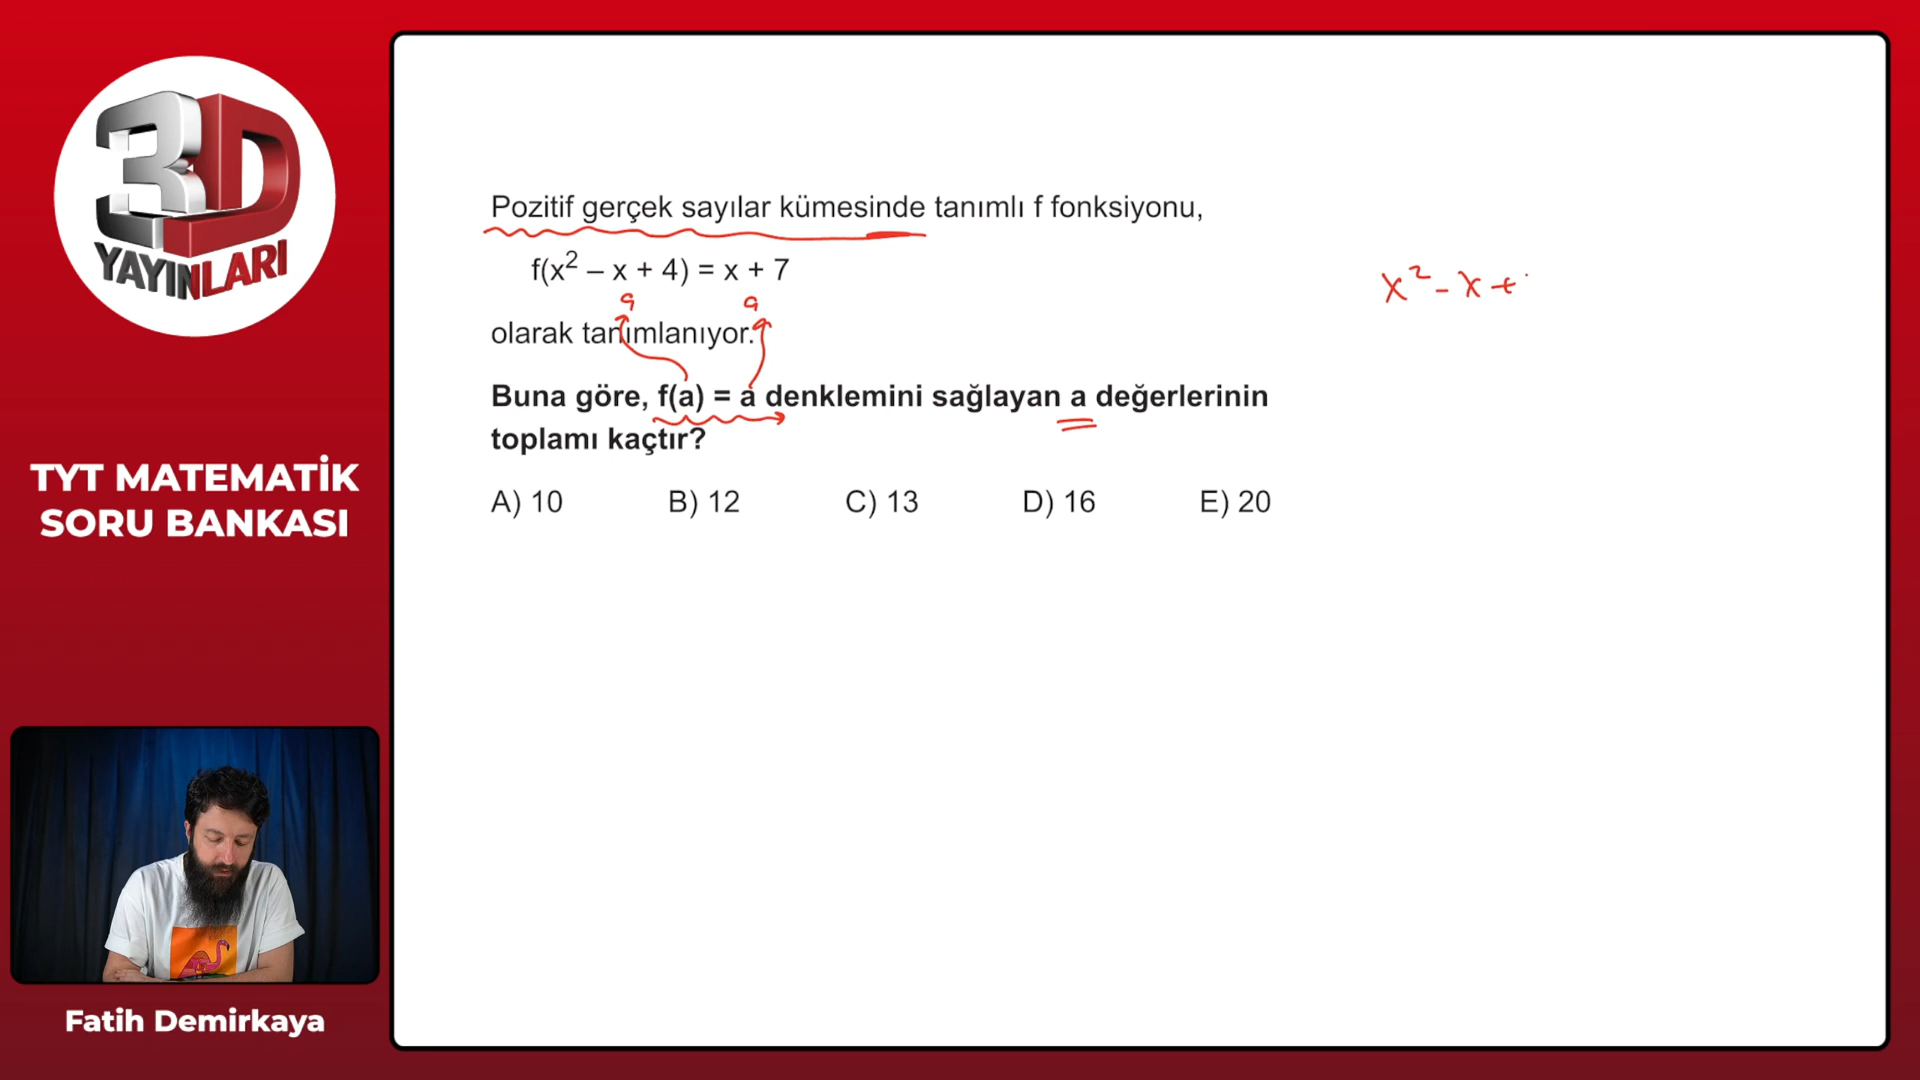 3D
YAYINLARI
TYT MATEMATİK
SORU BANKASI
Fatih Demirkaya
Pozitif gerçek sayılar kümesinde tanımlı f fonksiyonu,
f(x² – x + 4) = x + 7
a a
olarak tanımlanıyor.
Buna göre, f(a) = a denklemini sağlayan a değerlerinin
toplamı kaçtır?
A) 10 B) 12 C) 13 D) 16 E) 20
x² - x +